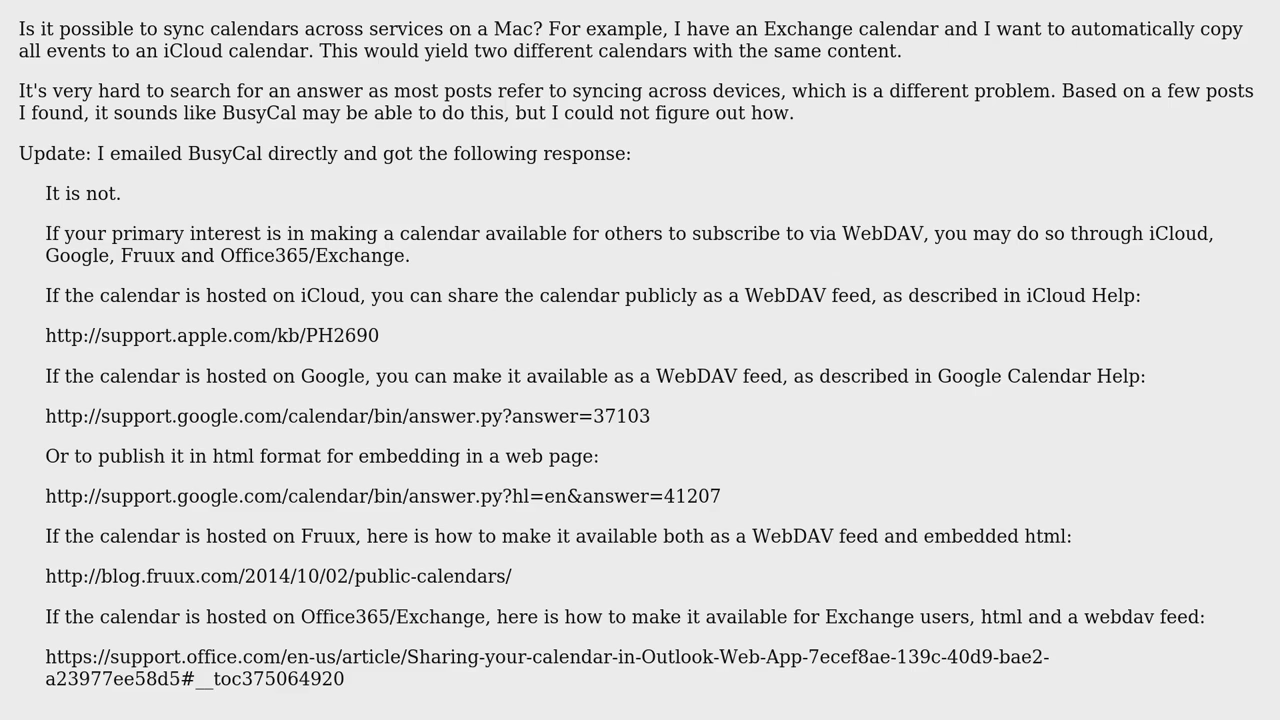 Is it possible to sync calendars across services on a Mac? For example, I have an Exchange calendar and I want to automatically copy
all events to an iCloud calendar. This would yield two different calendars with the same content.
It's very hard to search for an answer as most posts refer to syncing across devices, which is a different problem. Based on a few posts
I found, it sounds like BusyCal may be able to do this, but I could not figure out how.
Update: I emailed BusyCal directly and got the following response:
It is not.
If your primary interest is in making a calendar available for others to subscribe to via WebDAV, you may do so through iCloud,
Google, Fruux and Office365/Exchange.
If the calendar is hosted on iCloud, you can share the calendar publicly as a WebDAV feed, as described in iCloud Help:
http://support.apple.com/kb/PH2690
If the calendar is hosted on Google, you can make it available as a WebDAV feed, as described in Google Calendar Help:
http://support.google.com/calendar/bin/answer.py?answer=37103
Or to publish it in html format for embedding in a web page:
http://support.google.com/calendar/bin/answer.py?hl=en&answer=41207
If the calendar is hosted on Fruux, here is how to make it available both as a WebDAV feed and embedded html:
http://blog.fruux.com/2014/10/02/public-calendars/
If the calendar is hosted on Office365/Exchange, here is how to make it available for Exchange users, html and a webdav feed:
https://support.office.com/en-us/article/Sharing-your-calendar-in-Outlook-Web-App-7ecef8ae-139c-40d9-bae2-
a23977ee58d5#__toc375064920